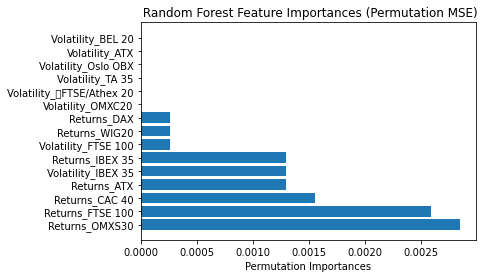 Random Forest Feature Importances (Permutation MSE)
Volatility_BEL 20
Volatility_ATX
Volatility_Oslo OBX
Volatility_TA 35
Volatility_▯FTSE/Athex 20
Volatility_OMXC20
Returns_DAX
Returns_WIG20
Volatility_FTSE 100
Returns_IBEX 35
Volatility_IBEX 35
Returns_ATX
Returns_CAC 40
Returns_FTSE 100
Returns_OMXS30
0.0000 0.0005 0.0010 0.0015 0.0020 0.0025
Permutation Importances